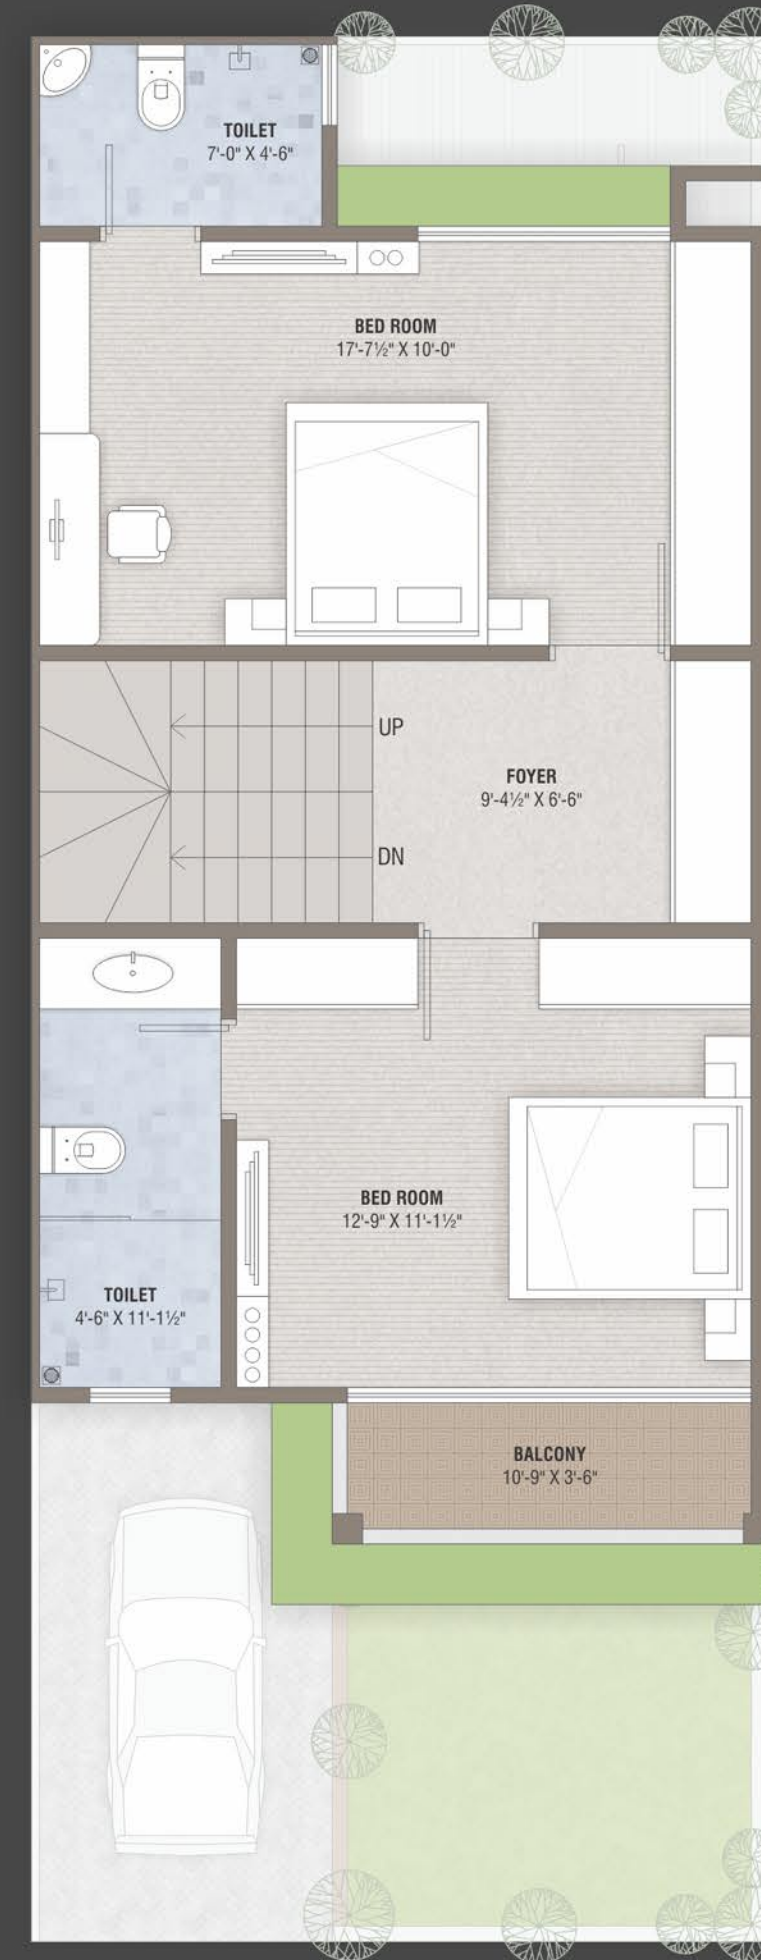 TOILET
7'-0" X 4'-6"
BED ROOM
17'-7½" X 10'-0"
UP
FOYER
9'-4½" X 6'-6"
DN
BED ROOM
12'-9" X 11'-1½"
TOILET
4'-6" X 11'-1½"
BALCONY
10'-9" X 3'-6"